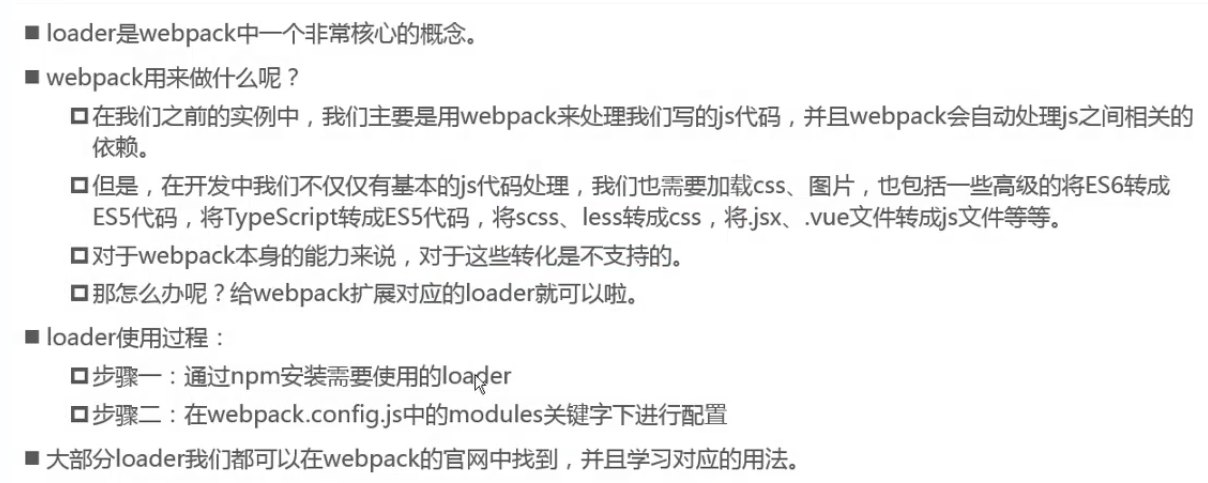 ■ loader是webpack中一个非常核心的概念。
■ webpack用来做什么呢？
在我们之前的实例中，我们主要是用webpack来处理我们写的js代码，并且webpack会自动处理js之间相关的
依赖。
但是，在开发中我们不仅仅有基本的js代码处理，我们也需要加载css、图片，也包括一些高级的将ES6转成
ES5代码，将TypeScript转成ES5代码，将scss、less转成css，将.jsx、.vue文件转成js文件等等。
对于webpack本身的能力来说，对于这些转化是不支持的。
那怎么办呢？给webpack扩展对应的loader就可以啦。
■ loader使用过程：
步骤一：通过npm安装需要使用的loader
步骤二：在webpack.config.js中的modules关键字下进行配置
■ 大部分loader我们都可以在webpack的官网中找到，并且学习对应的用法。